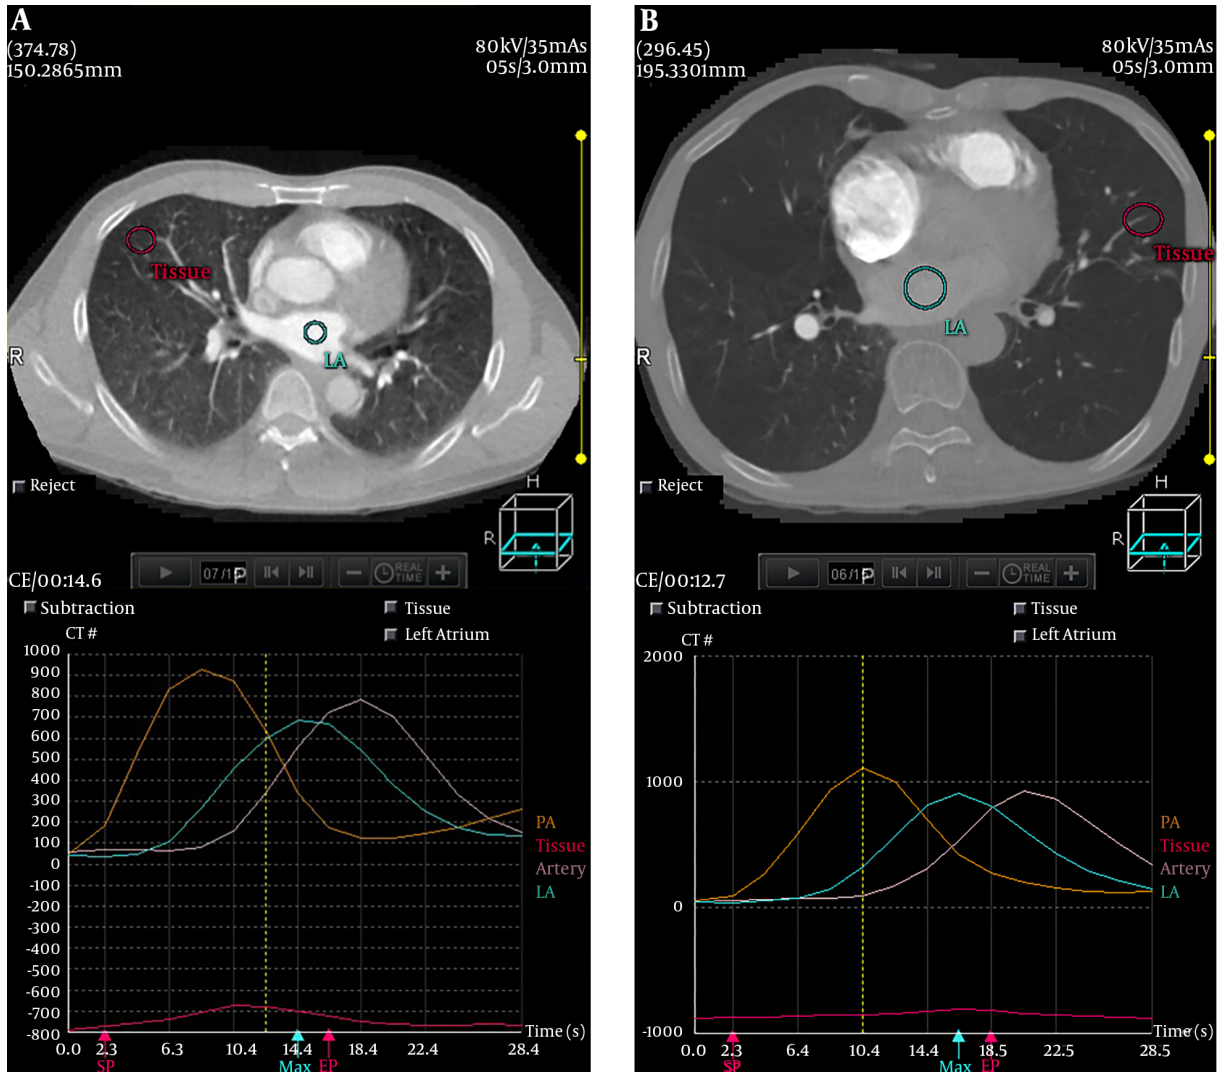 A
(374.78)
150.2865mm
80kV/35mAs
05s/3.0mm
Tissue
LA
R
Reject
H
R
CE/00:14.6
REAL
TIME
Subtraction
Tissue
Left Atrium
CT #
1000
900
800
700
600
500
400
300
200
100
0
-100
-200
-300
-400
-500
-600
-700
-800
PA
Tissue
Artery
LA
Time (s)
0.0 2.3 6.3 10.4 14.4 18.4 22.4 28.4
SP Max EP
B
(296.45)
195.3301mm
80kV/35mAs
05s/3.0mm
Tissue
LA
R
Reject
H
R
CE/00:12.7
REAL
TIME
Subtraction
Tissue
Left Atrium
CT #
2000
1000
0
-1000
PA
Tissue
Artery
LA
Time (s)
0.0 2.3 6.4 10.4 14.4 18.5 22.5 28.5
SP Max EP